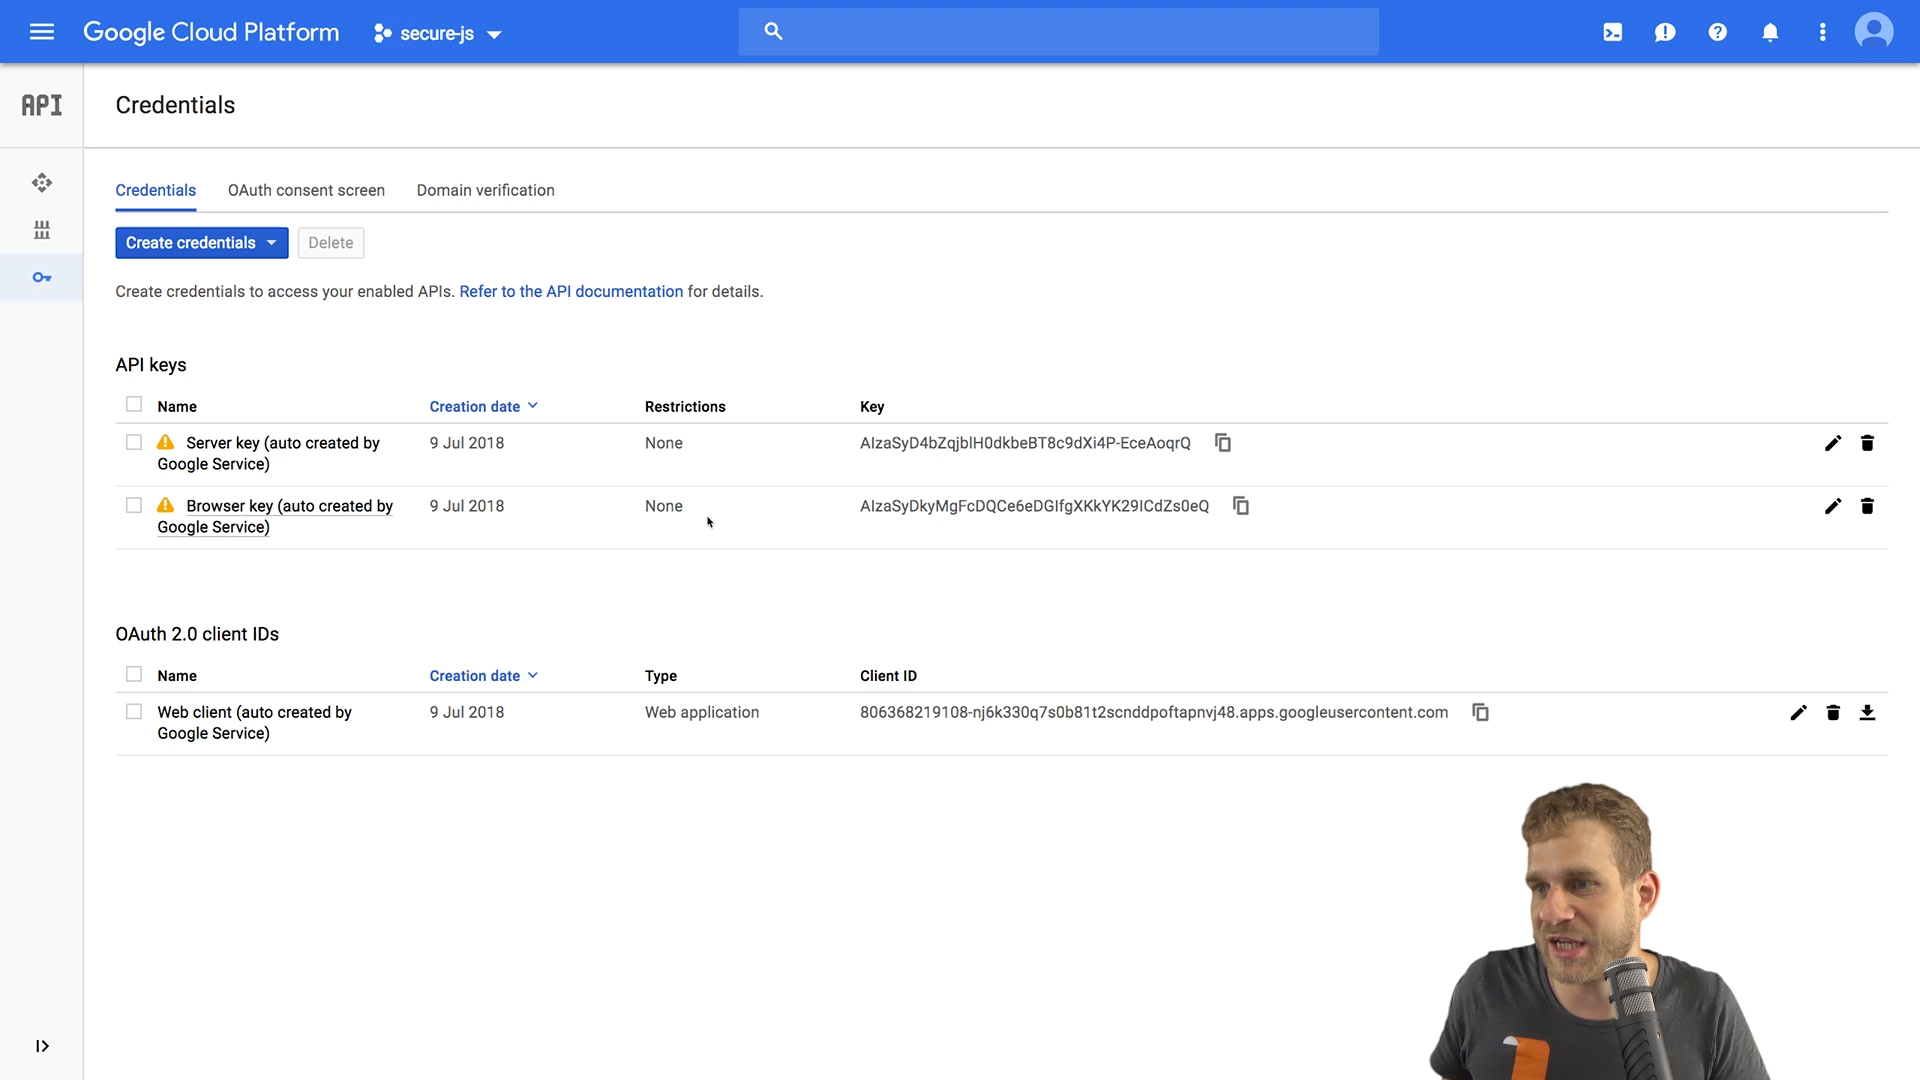 Google Cloud Platform
secure-js
API
Credentials
Credentials
OAuth consent screen
Domain verification
Create credentials
Delete
Create credentials to access your enabled APIs. Refer to the API documentation for details.
API keys
Name
Creation date
Restrictions
Key
Server key (auto created by
Google Service)
9 Jul 2018
None
AIzaSyD4bZqjblH0dkbeBT8c9dXi4P-EceAoqrQ
Browser key (auto created by
Google Service)
9 Jul 2018
None
AIzaSyDkyMgFcDQCe6eDGIfgXKkYK29ICdZs0eQ
OAuth 2.0 client IDs
Name
Creation date
Type
Client ID
Web client (auto created by
Google Service)
9 Jul 2018
Web application
806368219108-nj6k330q7s0b81t2scnddpoftapnvj48.apps.googleusercontent.com